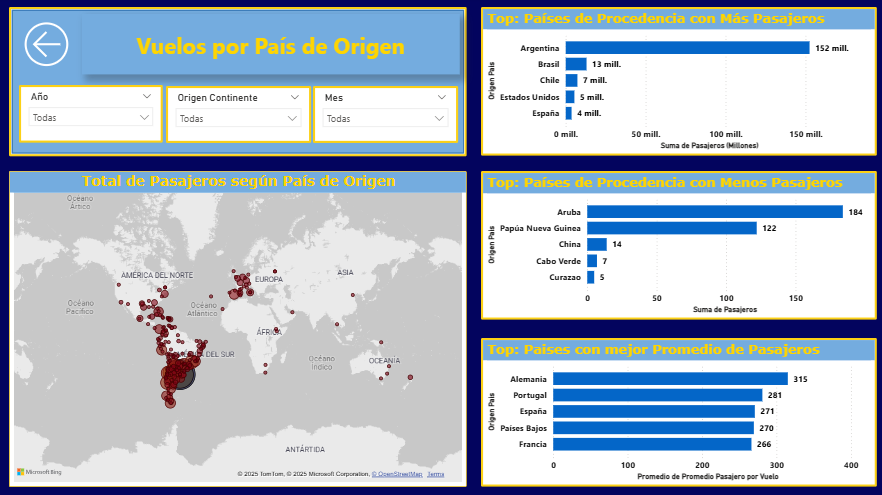 Vuelos por País de Origen
Año
Todas
Origen Continente
Todas
Mes
Todas
Total de Pasajeros según País de Origen
Océano Ártico
AMÉRICA DEL NORTE
EUROPA
ASIA
Océano Pacífico
Océano Atlántico
ÁFRICA
AMÉRICA DEL SUR
Océano Índico
OCEANÍA
ANTÁRTIDA
Microsoft Bing
© 2025 TomTom, © 2025 Microsoft Corporation, © OpenStreetMap Terms
Top: Países de Procedencia con Más Pasajeros
Origen País
Argentina 152 mill.
Brasil 13 mill.
Chile 7 mill.
Estados Unidos 5 mill.
España 4 mill.
0 mill. 50 mill. 100 mill. 150 mill.
Suma de Pasajeros (Millones)
Top: Países de Procedencia con Menos Pasajeros
Origen País
Aruba 184
Papúa Nueva Guinea 122
China 14
Cabo Verde 7
Curazao 5
0 50 100 150
Suma de Pasajeros
Top: Países con mejor Promedio de Pasajeros
Origen País
Alemania 315
Portugal 281
España 271
Países Bajos 270
Francia 266
0 100 200 300 400
Promedio de Promedio Pasajero por Vuelo